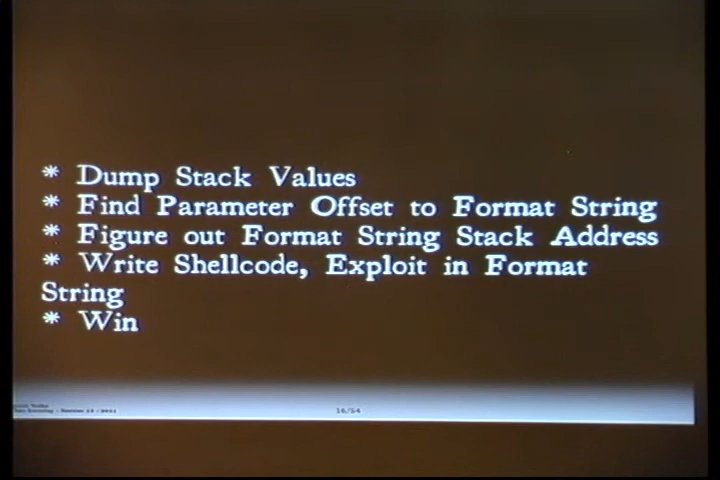 * Dump Stack Values
* Find Parameter Offset to Format String
* Figure out Format String Stack Address
* Write Shellcode, Exploit in Format
String
* Win
16/54